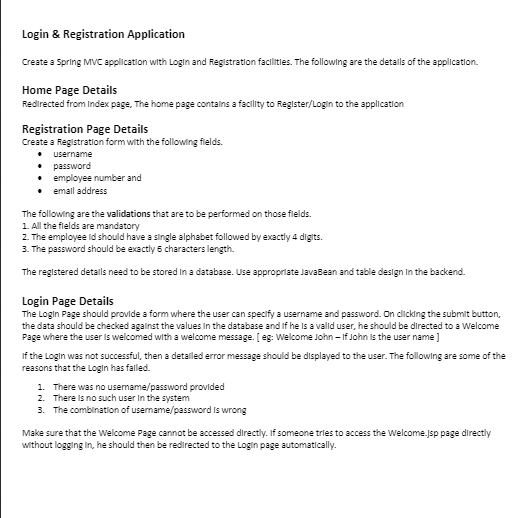 Login & Registration Application
Create a Spring MVC application with Login and Registration facilities. The following are the details of the application.
Home Page Details
Redirected from Index page, The home page contains a facility to Register/Login to the application
Registration Page Details
Create a Registration form with the following fields.
• username
• password
• employee number and
• email address
The following are the validations that are to be performed on those fields.
1. All the fields are mandatory
2. The employee Id should have a single alphabet followed by exactly 4 digits.
3. The password should be exactly 6 characters length.
The registered details need to be stored in a database. Use appropriate JavaBean and table design in the backend.
Login Page Details
The Login Page should provide a form where the user can specify a username and password. On clicking the submit button,
the data should be checked against the values in the database and if he is a valid user, he should be directed to a Welcome
Page where the user is welcomed with a welcome message. [ eg: Welcome John – If John is the user name ]
If the Login was not successful, then a detailed error message should be displayed to the user. The following are some of the
reasons that the Login has failed.
1. There was no username/password provided
2. There is no such user in the system
3. The combination of username/password is wrong
Make sure that the Welcome Page cannot be accessed directly. If someone tries to access the Welcome.jsp page directly
without logging in, he should then be redirected to the Login page automatically.